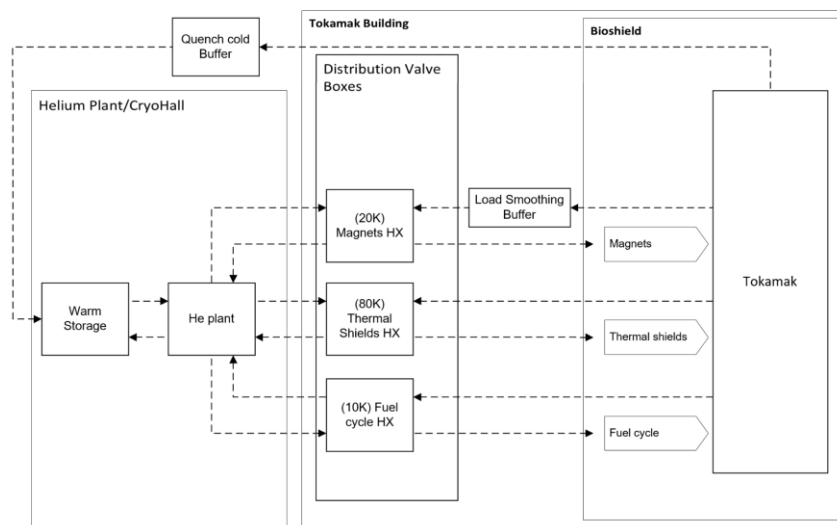 Quench cold
Buffer
Tokamak Building
Bioshield
Distribution Valve
Boxes
Helium Plant/CryoHall
(20K)
Magnets HX
Load Smoothing
Buffer
Magnets
Tokamak
Warm
Storage
He plant
(80K)
Thermal
Shields HX
Thermal shields
(10K) Fuel
cycle HX
Fuel cycle